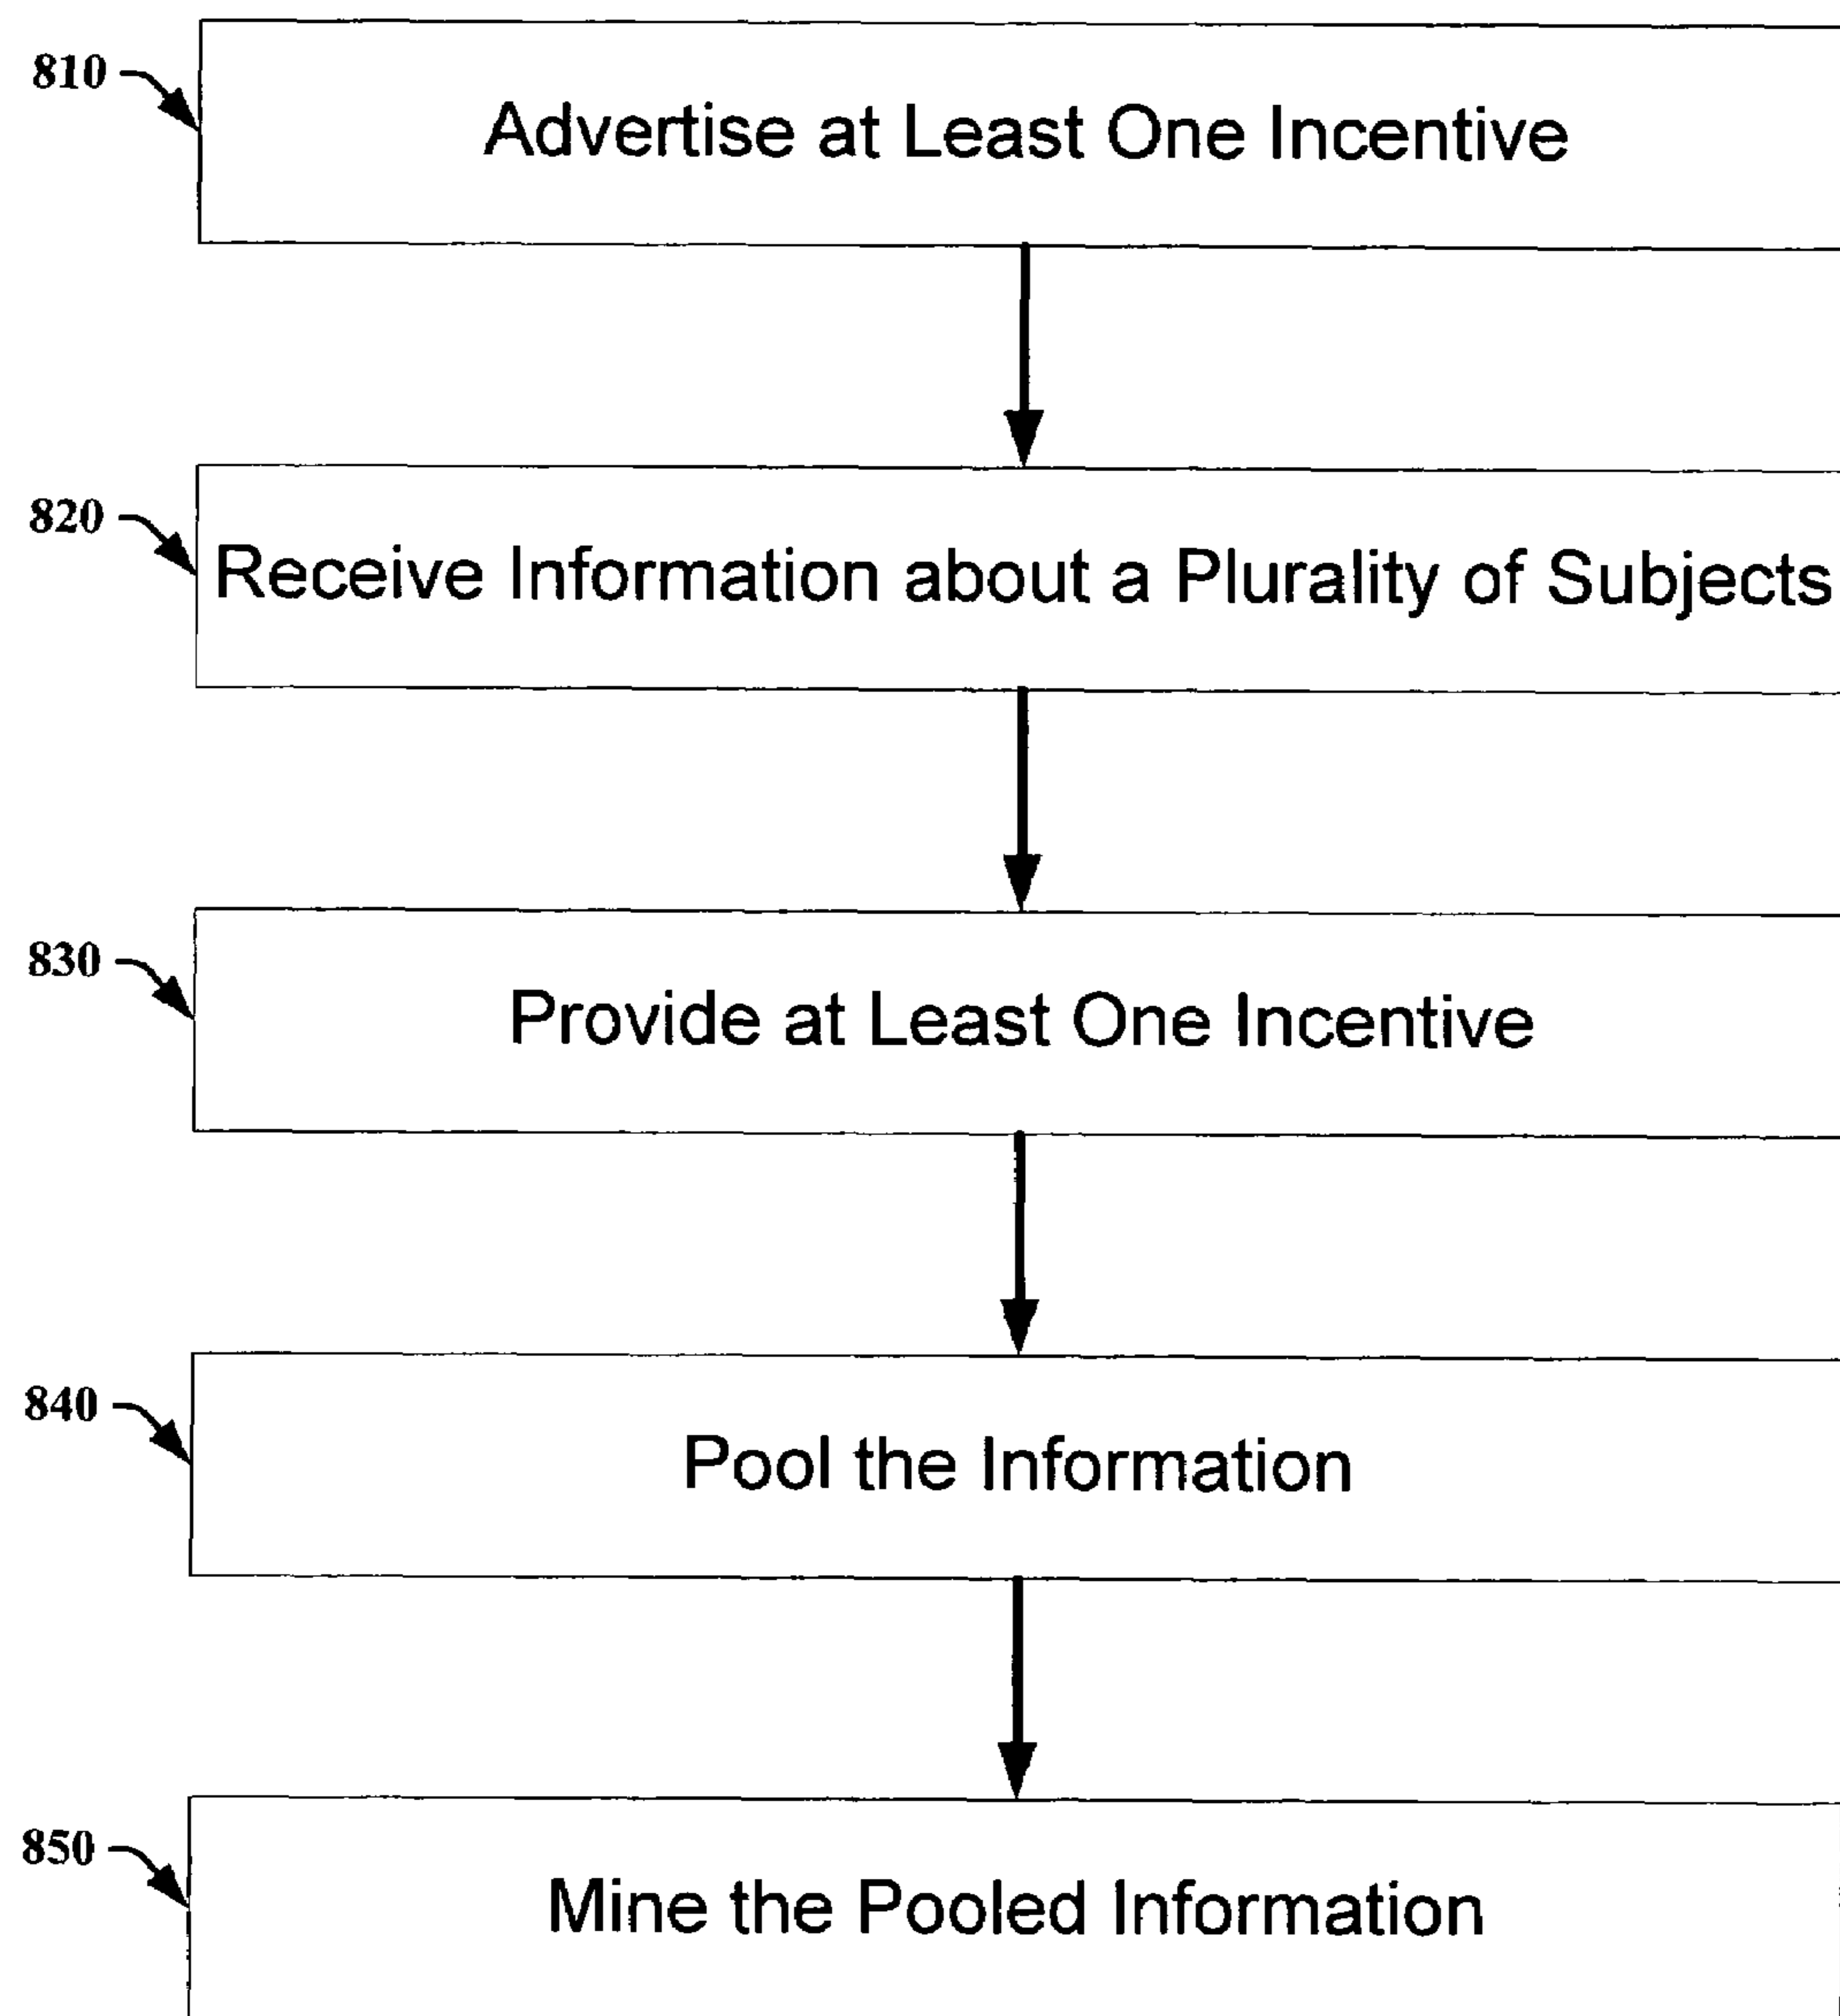 810
Advertise at Least One Incentive
820
Receive Information about a Plurality of Subjects
830
Provide at Least One Incentive
840
Pool the Information
850
Mine the Pooled Information